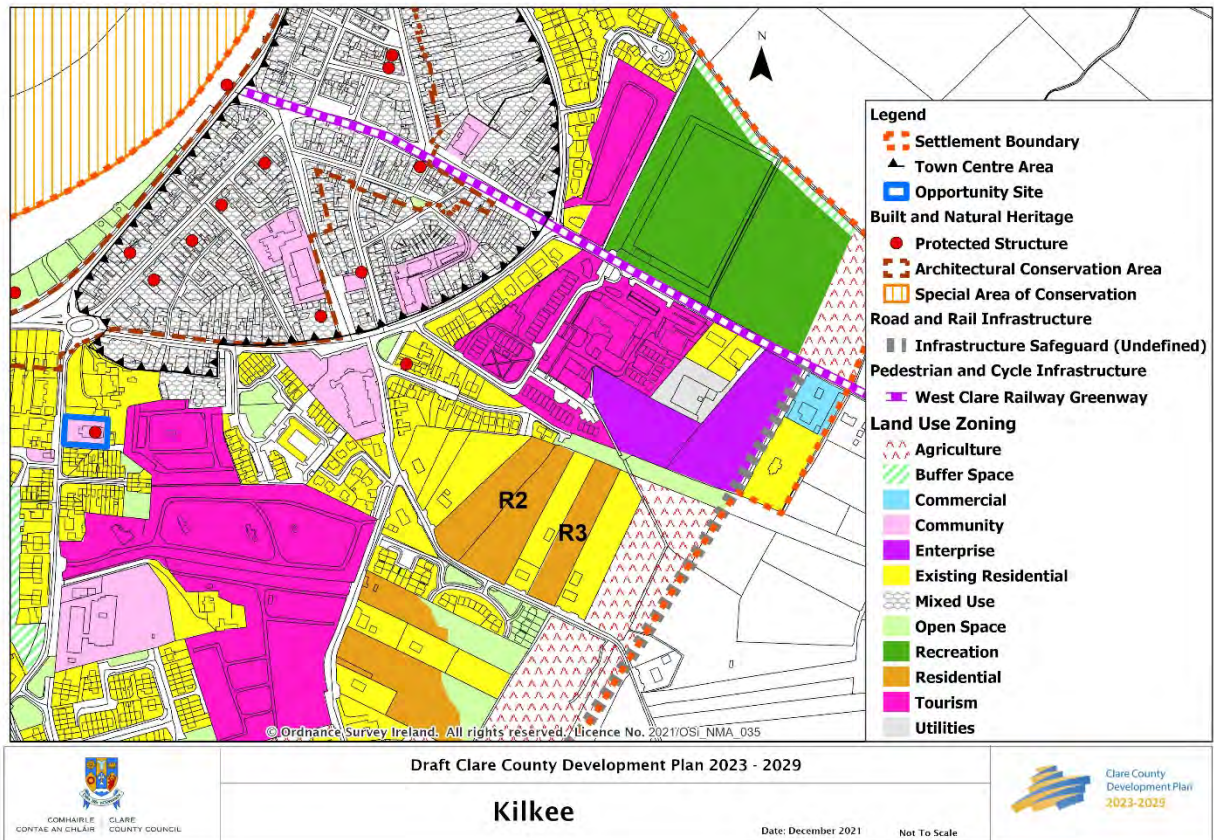 N
Legend
Settlement Boundary
Town Centre Area
Opportunity Site
Built and Natural Heritage
Protected Structure
Architectural Conservation Area
Special Area of Conservation
Road and Rail Infrastructure
Infrastructure Safeguard (Undefined)
Pedestrian and Cycle Infrastructure
West Clare Railway Greenway
Land Use Zoning
Agriculture
Buffer Space
Commercial
Community
Enterprise
Existing Residential
Mixed Use
Open Space
Recreation
Residential
Tourism
Utilities
R2
R3
© Ordnance Survey Ireland. All rights reserved. Licence No. 2021/OSi_NMA_035
COMHAIRLE CONTAE AN CHLÁIR
CLARE COUNTY COUNCIL
Draft Clare County Development Plan 2023 - 2029
Kilkee
Date: December 2021 Not To Scale
Clare County
Development Plan
2023-2029